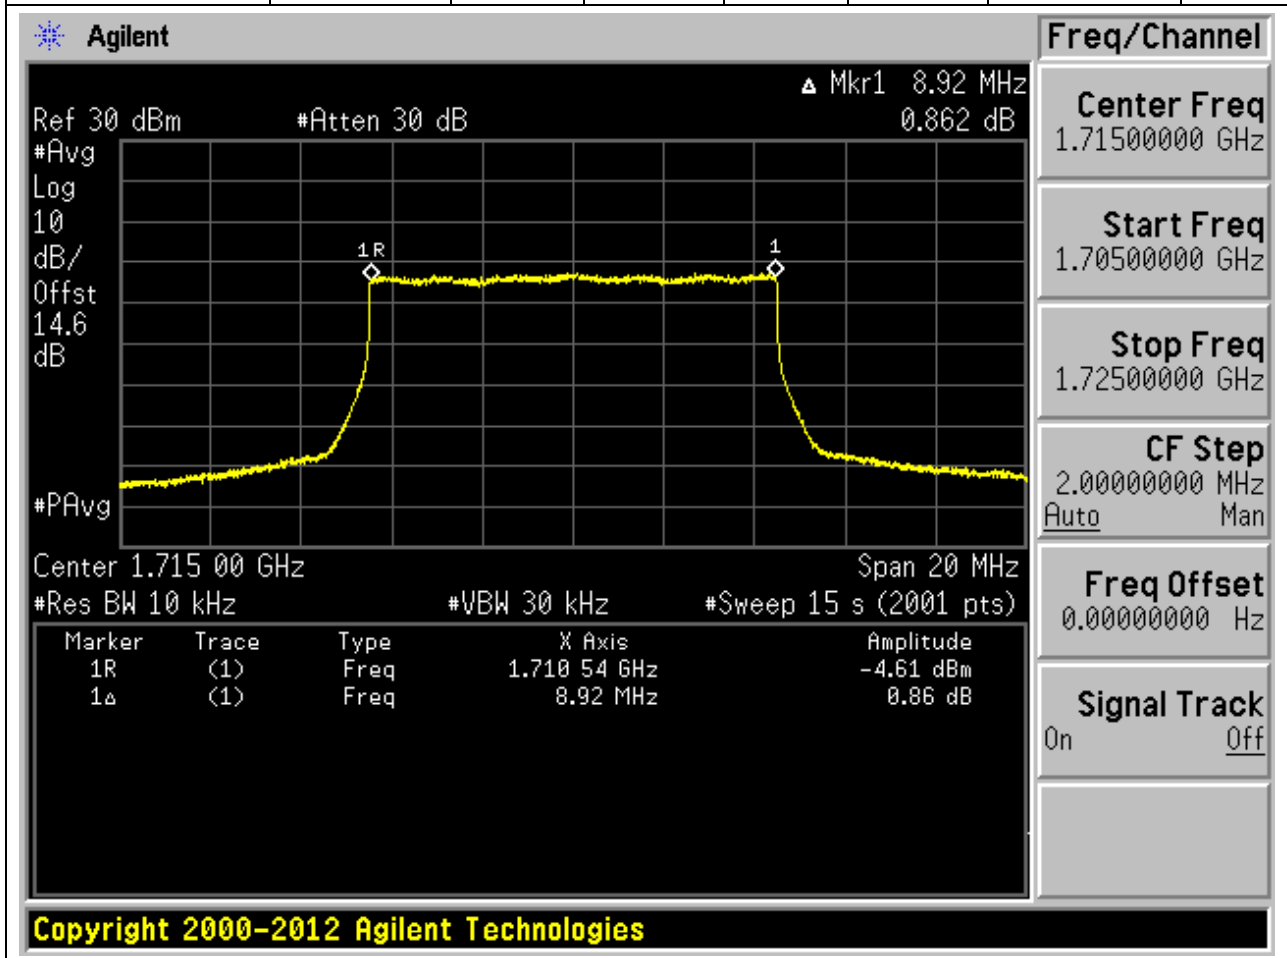 Agilent
Freq/Channel
Δ Mkr1 8.92 MHz
Ref 30 dBm #Atten 30 dB 0.862 dB
#Avg
Log
10
dB/
Offst
14.6
dB
1R
1
#PAvg
Center 1.715 00 GHz Span 20 MHz
#Res BW 10 kHz #VBW 30 kHz #Sweep 15 s (2001 pts)
Marker Trace Type X Axis Amplitude
1R (1) Freq 1.710 54 GHz -4.61 dBm
1Δ (1) Freq 8.92 MHz 0.86 dB
Center Freq
1.71500000 GHz
Start Freq
1.70500000 GHz
Stop Freq
1.72500000 GHz
CF Step
2.00000000 MHz
Auto Man
Freq Offset
0.00000000 Hz
Signal Track
On Off
Copyright 2000-2012 Agilent Technologies